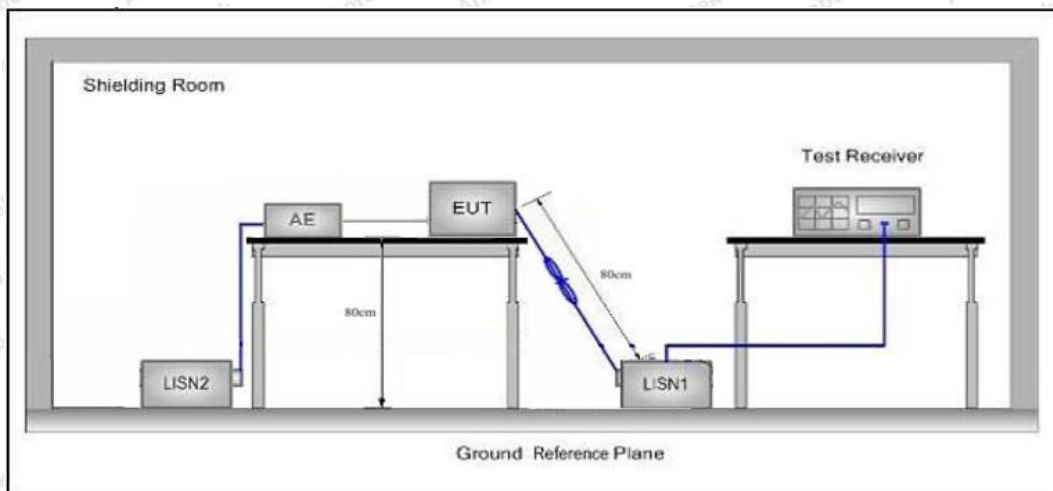 Shielding Room
Test Receiver
AE
EUT
80cm
80cm
LISN2
LISN1
Ground Reference Plane